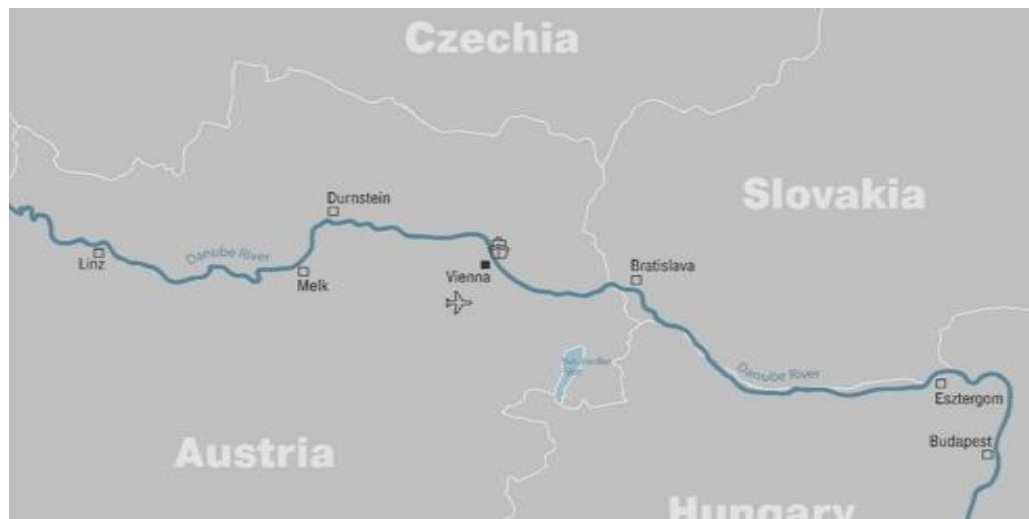 Czechia
Slovakia
Durnstein
Danube River
Linz
Melk
Vienna
Bratislava
Danube River
Esztergom
Budapest
Austria
Hungary